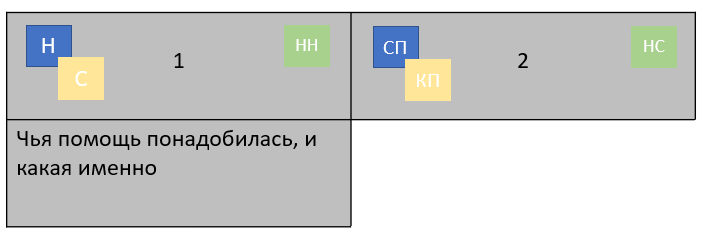 Н
С
1
НН
СП
КП
2
НС
Чья помощь понадобилась, и
какая именно